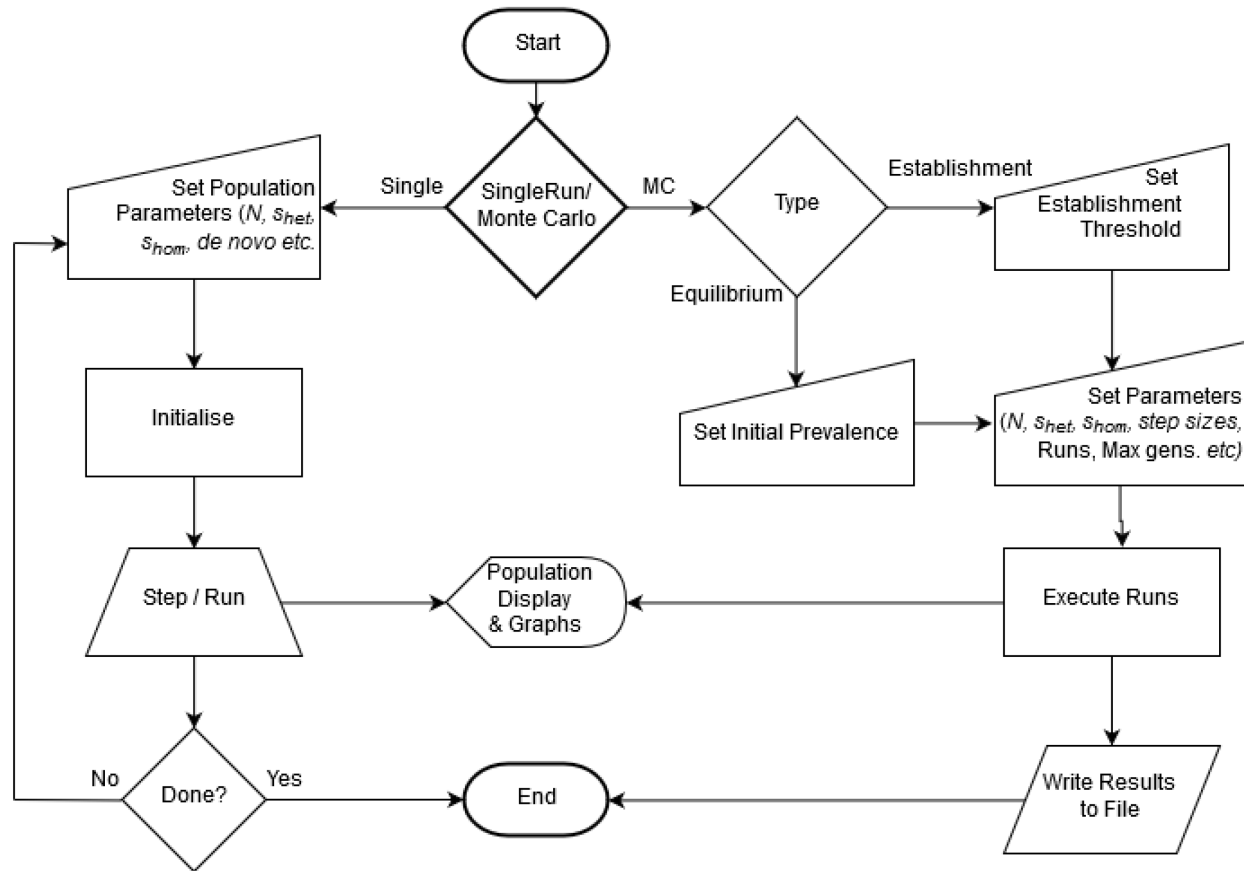 Start
Set Population
Parameters (N, shet,
shom, de novo etc.
Single
SingleRun/
Monte Carlo
MC
Type
Establishment
Set
Establishment
Threshold
Equilibrium
Initialise
Set Initial Prevalence
Set Parameters
(N, shet, shom, step sizes,
Runs, Max gens. etc)
Step / Run
Population
Display
& Graphs
Execute Runs
No
Done?
Yes
End
Write Results
to File